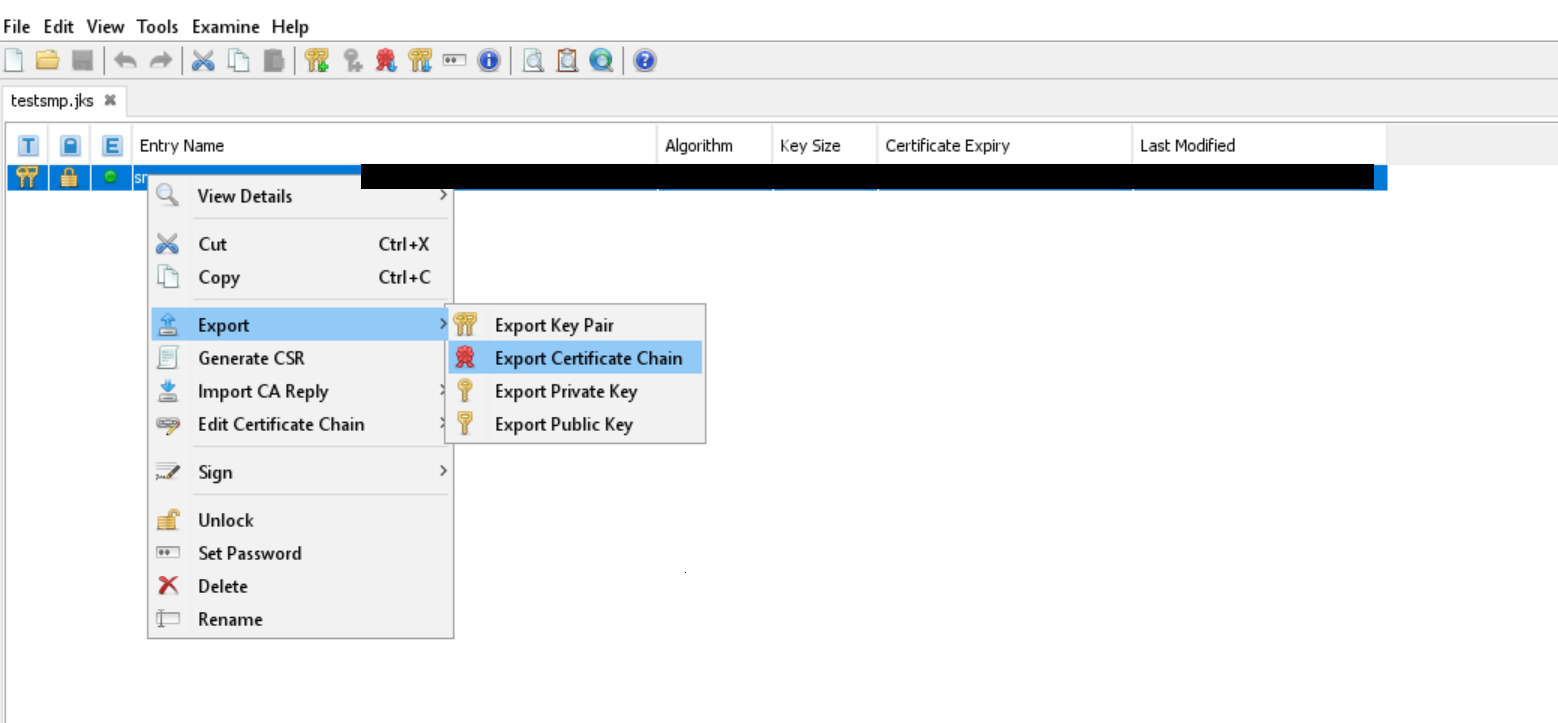 File Edit View Tools Examine Help
testsmp.jks
T E Entry Name Algorithm Key Size Certificate Expiry Last Modified
View Details
Cut Ctrl+X
Copy Ctrl+C
Export
Export Key Pair
Generate CSR
Export Certificate Chain
Import CA Reply
Export Private Key
Edit Certificate Chain
Export Public Key
Sign
Unlock
Set Password
Delete
Rename